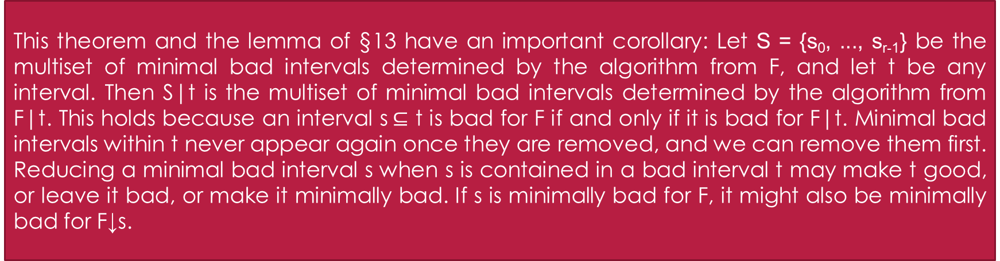 This theorem and the lemma of §13 have an important corollary: Let S = {s₀, ..., sᵣ₋₁} be the
multiset of minimal bad intervals determined by the algorithm from F, and let t be any
interval. Then S|t is the multiset of minimal bad intervals determined by the algorithm from
F|t. This holds because an interval s ⊆ t is bad for F if and only if it is bad for F|t. Minimal bad
intervals within t never appear again once they are removed, and we can remove them first.
Reducing a minimal bad interval s when s is contained in a bad interval t may make t good,
or leave it bad, or make it minimally bad. If s is minimally bad for F, it might also be minimally
bad for F↓s.